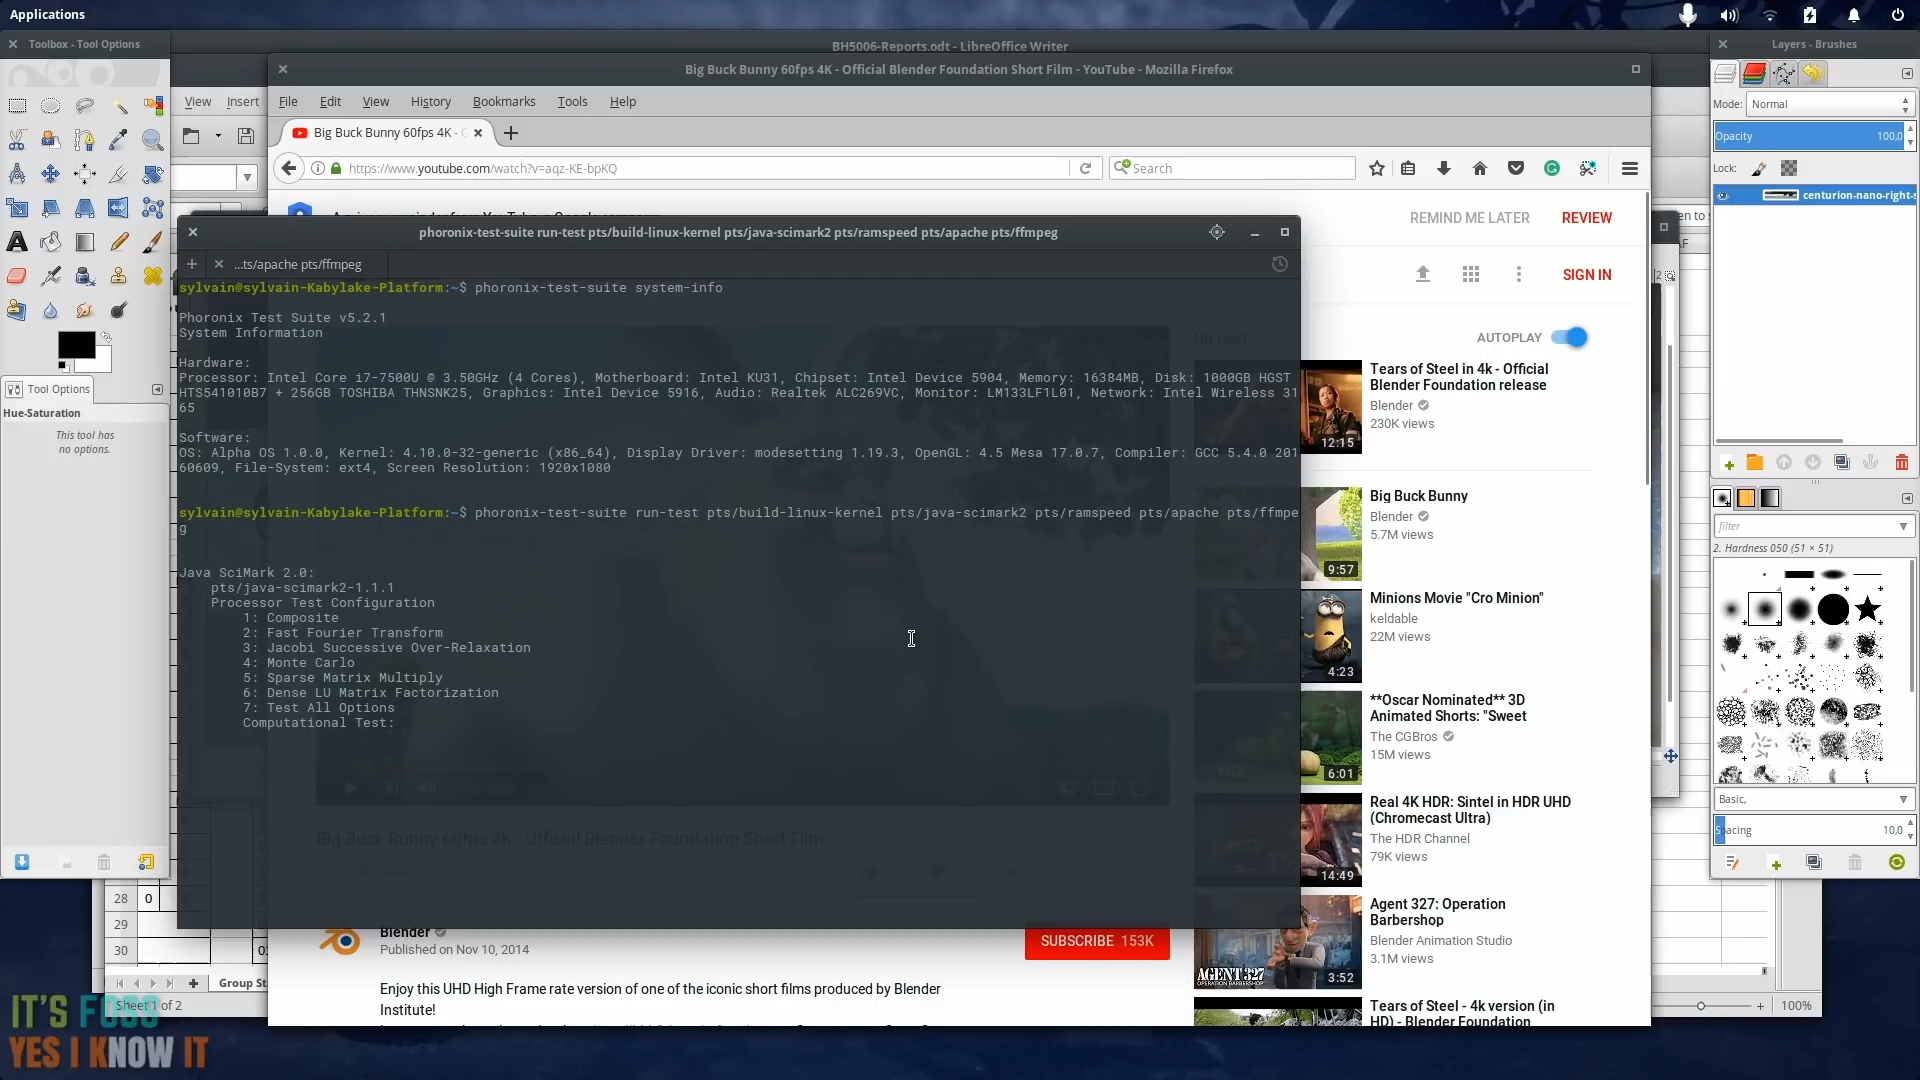 Applications
Toolbox - Tool Options
BH5006-Reports.odt - LibreOffice Writer
Layers - Brushes
Big Buck Bunny 60fps 4K - Official Blender Foundation Short Film - YouTube - Mozilla Firefox
View Insert
File Edit View History Bookmarks Tools Help
Mode: Normal
Big Buck Bunny 60fps 4K -
Opacity 100,0
https://www.youtube.com/watch?v=aqz-KE-bpKQ
Search
Lock:
centurion-nano-right-s
REMIND ME LATER REVIEW
phoronix-test-suite run-test pts/build-linux-kernel pts/java-scimark2 pts/ramspeed pts/apache pts/ffmpeg
...ts/apache pts/ffmpeg
SIGN IN
sylvain@sylvain-Kabylake-Platform:~$ phoronix-test-suite system-info
Phoronix Test Suite v5.2.1
System Information
Hardware:
Processor: Intel Core i7-7500U @ 3.50GHz (4 Cores), Motherboard: Intel KU31, Chipset: Intel Device 5904, Memory: 16384MB, Disk: 1000GB HGST
HTS541010B7 + 256GB TOSHIBA THNSNK25, Graphics: Intel Device 5916, Audio: Realtek ALC269VC, Monitor: LM133LF1L01, Network: Intel Wireless 31
65
Software:
OS: Alpha OS 1.0.0, Kernel: 4.10.0-32-generic (x86_64), Display Driver: modesetting 1.19.3, OpenGL: 4.5 Mesa 17.0.7, Compiler: GCC 5.4.0 201
60609, File-System: ext4, Screen Resolution: 1920x1080
sylvain@sylvain-Kabylake-Platform:~$ phoronix-test-suite run-test pts/build-linux-kernel pts/java-scimark2 pts/ramspeed pts/apache pts/ffmpe
g
Java SciMark 2.0:
pts/java-scimark2-1.1.1
Processor Test Configuration
1: Composite
2: Fast Fourier Transform
3: Jacobi Successive Over-Relaxation
4: Monte Carlo
5: Sparse Matrix Multiply
6: Dense LU Matrix Factorization
7: Test All Options
Computational Test:
Big Buck Bunny 60fps 4K - Official Blender Foundation Short Film
Tool Options
Hue-Saturation
This tool has
no options.
Up next
AUTOPLAY
Tears of Steel in 4k - Official
Blender Foundation release
Blender
230K views
12:15
Big Buck Bunny
Blender
5.7M views
9:57
Minions Movie "Cro Minion"
keldable
22M views
4:23
**Oscar Nominated** 3D
Animated Shorts: "Sweet
The CGBros
15M views
6:01
Real 4K HDR: Sintel in HDR UHD
(Chromecast Ultra)
The HDR Channel
79K views
14:49
Agent 327: Operation
Barbershop
Blender Animation Studio
3.1M views
3:52
AGENT 327
OPERATION BARBERSHOP
Tears of Steel - 4k version (in
HD) - Blender Foundation
filter
2. Hardness 050 (51 × 51)
Basic,
Spacing 10,0
28 0
29
30
Blender
Published on Nov 10, 2014
SUBSCRIBE 153K
Enjoy this UHD High Frame rate version of one of the iconic short films produced by Blender
Institute!
Group St
Sheet 1 of 2
100%
IT'S FOSS
YES I KNOW IT